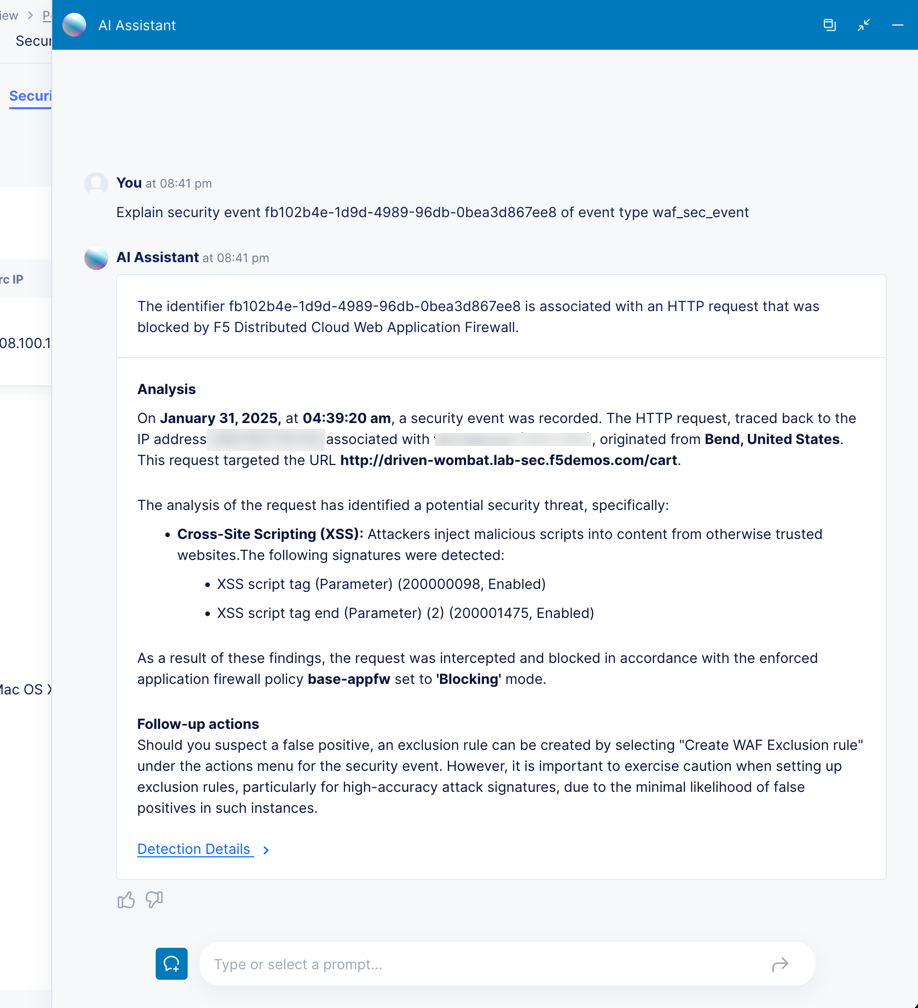 iew > P
Secur
AI Assistant
Securi
You at 08:41 pm
Explain security event fb102b4e-1d9d-4989-96db-0bea3d867ee8 of event type waf_sec_event
AI Assistant at 08:41 pm
rc IP
The identifier fb102b4e-1d9d-4989-96db-0bea3d867ee8 is associated with an HTTP request that was
blocked by F5 Distributed Cloud Web Application Firewall.
08.100.1
Analysis
On January 31, 2025, at 04:39:20 am, a security event was recorded. The HTTP request, traced back to the
IP address associated with , originated from Bend, United States.
This request targeted the URL http://driven-wombat.lab-sec.f5demos.com/cart.
The analysis of the request has identified a potential security threat, specifically:
• Cross-Site Scripting (XSS): Attackers inject malicious scripts into content from otherwise trusted
websites.The following signatures were detected:
• XSS script tag (Parameter) (200000098, Enabled)
• XSS script tag end (Parameter) (2) (200001475, Enabled)
As a result of these findings, the request was intercepted and blocked in accordance with the enforced
application firewall policy base-appfw set to 'Blocking' mode.
Mac OS X
Follow-up actions
Should you suspect a false positive, an exclusion rule can be created by selecting "Create WAF Exclusion rule"
under the actions menu for the security event. However, it is important to exercise caution when setting up
exclusion rules, particularly for high-accuracy attack signatures, due to the minimal likelihood of false
positives in such instances.
Detection Details >
Type or select a prompt...